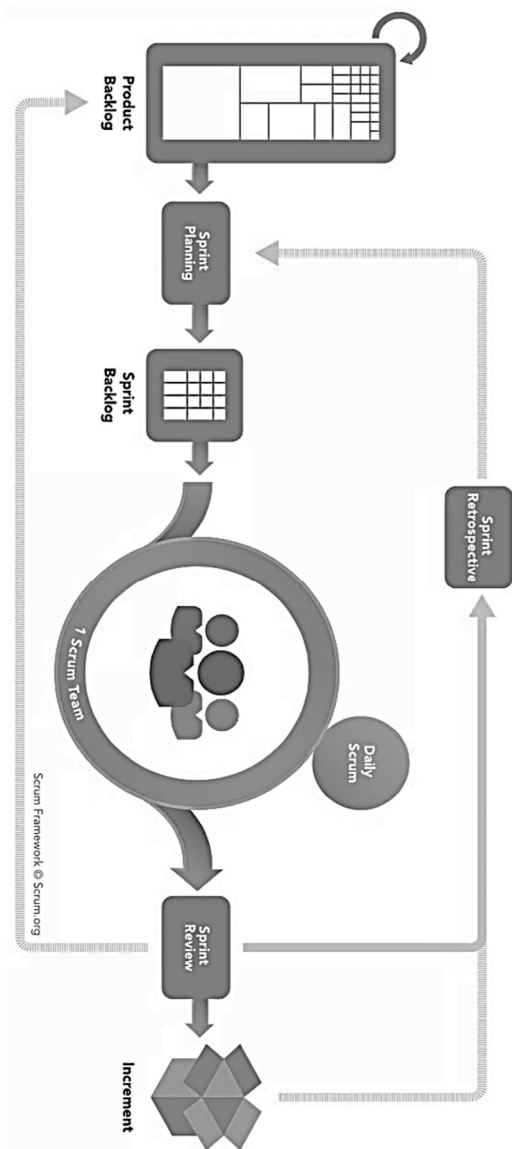 Product
Backlog
Sprint
Planning
Sprint
Backlog
Sprint
Retrospective
1 Scrum Team
Daily
Scrum
Scrum Framework © Scrum.org
Sprint
Review
Increment